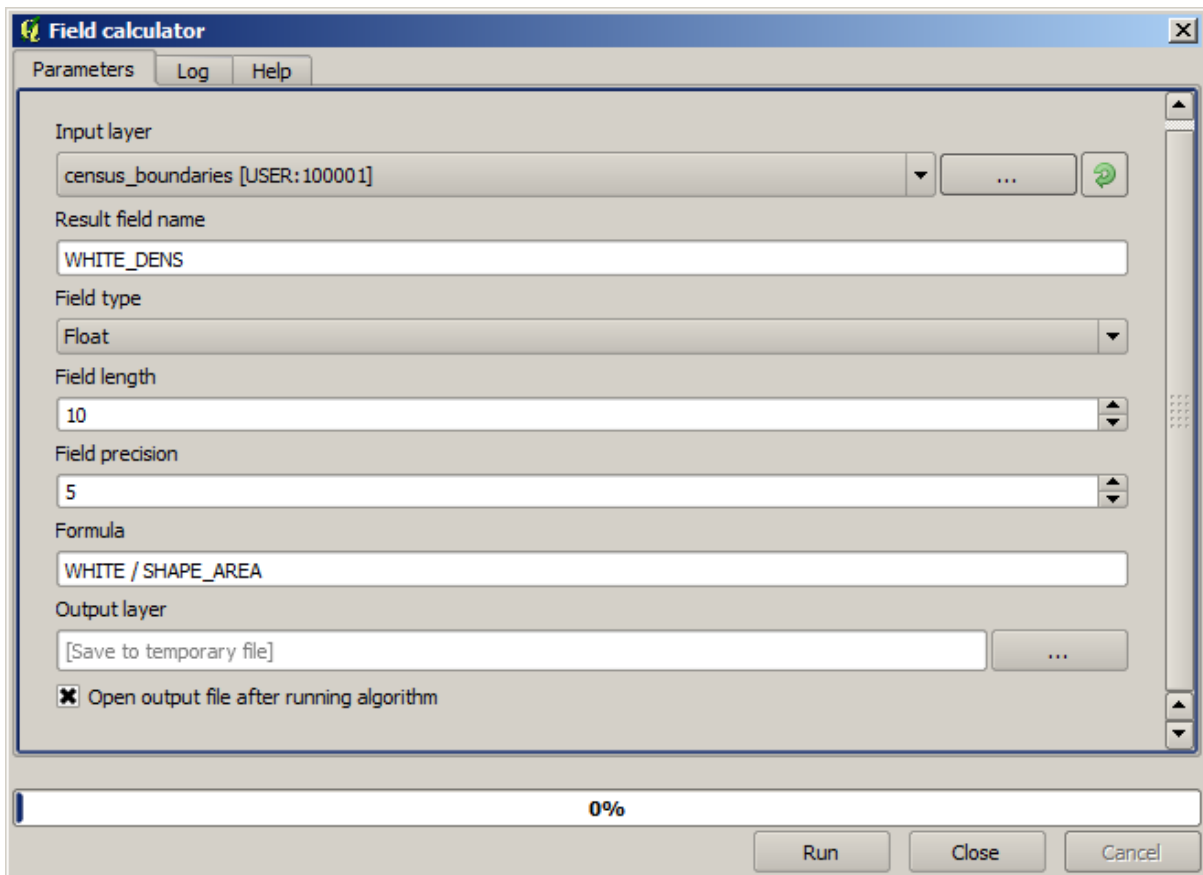 Field calculator
Parameters Log Help
Input layer
census_boundaries [USER:100001] ...
Result field name
WHITE_DENS
Field type
Float
Field length
10
Field precision
5
Formula
WHITE / SHAPE_AREA
Output layer
[Save to temporary file] ...
Open output file after running algorithm
0%
Run Close Cancel